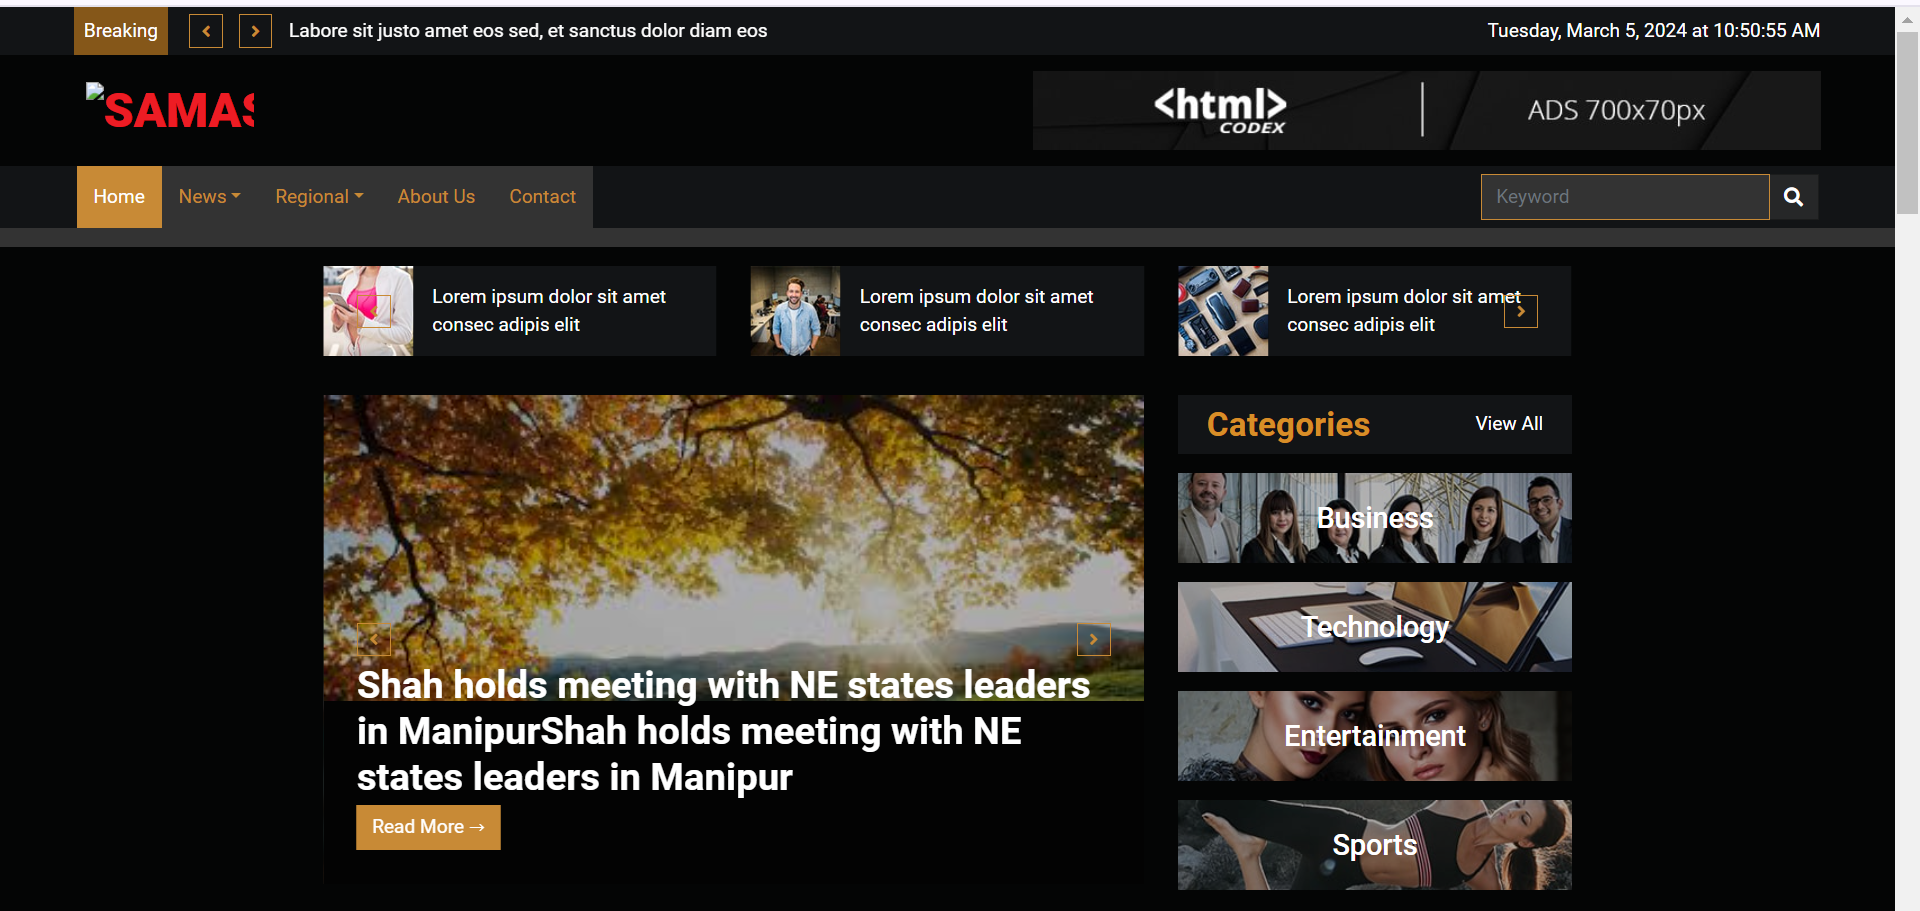 Breaking
Labore sit justo amet eos sed, et sanctus dolor diam eos
Tuesday, March 5, 2024 at 10:50:55 AM
SAMAS
<html>
CODEX
ADS 700x70px
Home
News
Regional
About Us
Contact
Keyword
Lorem ipsum dolor sit amet
consec adipis elit
Lorem ipsum dolor sit amet
consec adipis elit
Lorem ipsum dolor sit amet
consec adipis elit
Shah holds meeting with NE states leaders
in ManipurShah holds meeting with NE
states leaders in Manipur
Read More →
Categories
View All
Business
Technology
Entertainment
Sports